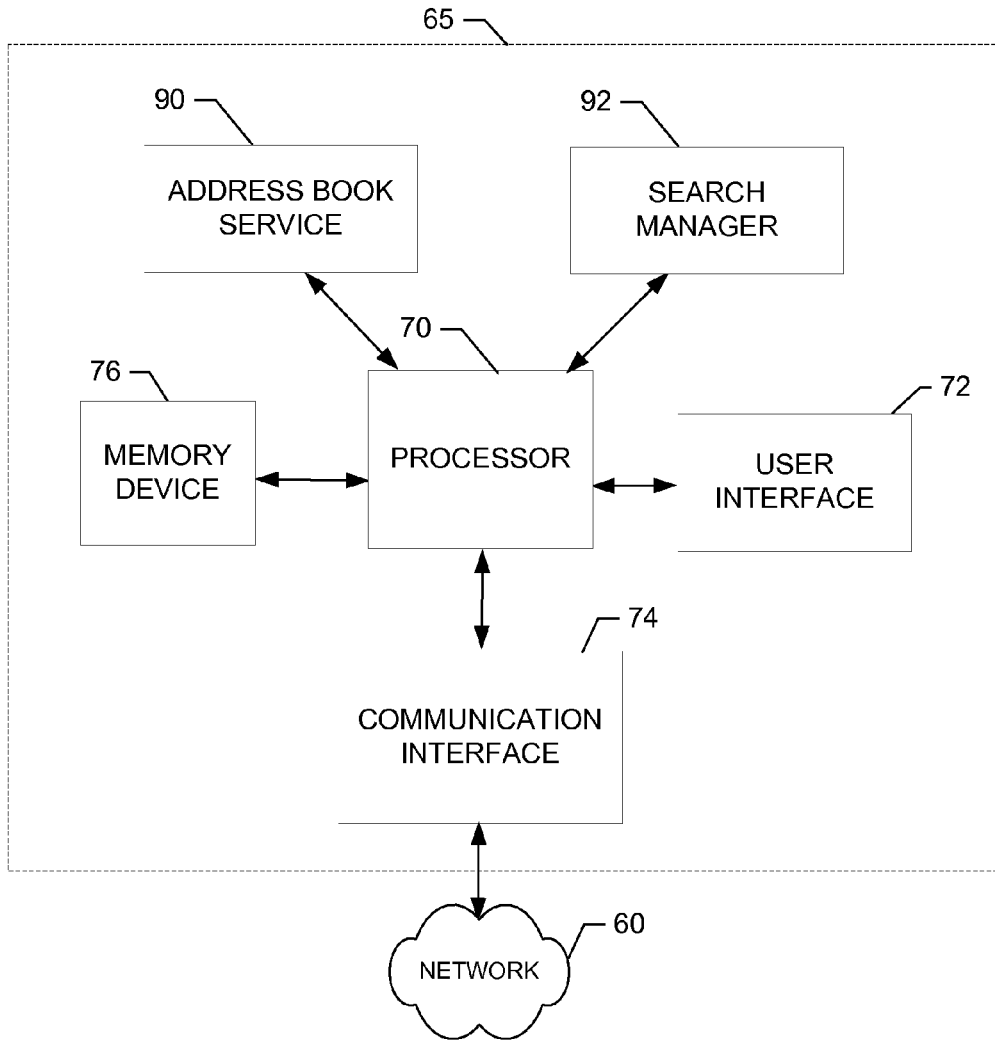 65
90
92
ADDRESS BOOK
SERVICE
SEARCH
MANAGER
70
76
72
MEMORY
DEVICE
PROCESSOR
USER
INTERFACE
74
COMMUNICATION
INTERFACE
60
NETWORK